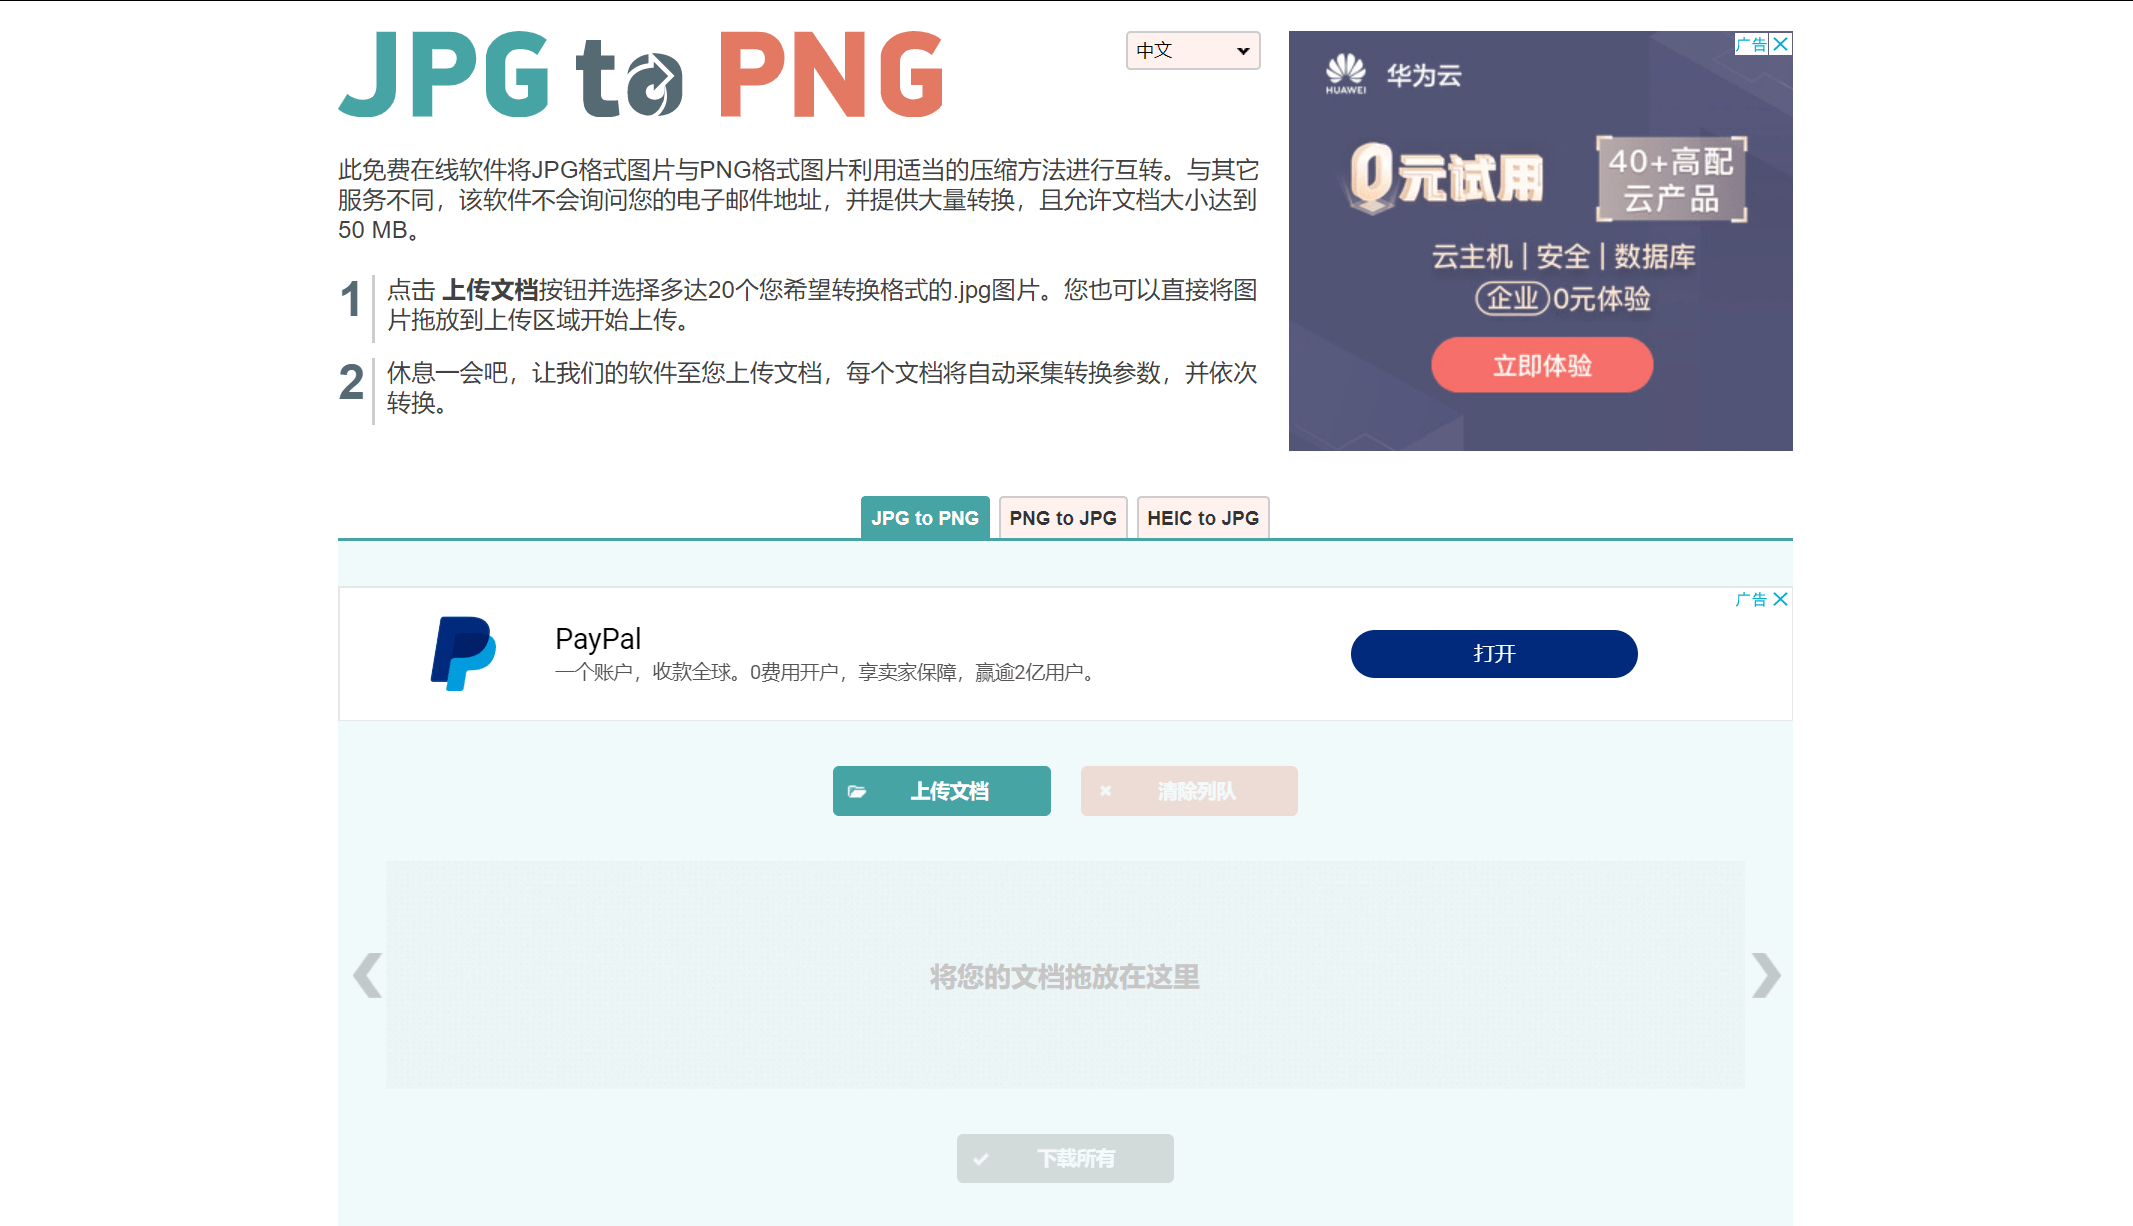 JPG to PNG
中文
此免费在线软件将JPG格式图片与PNG格式图片利用适当的压缩方法进行互转。与其它
服务不同，该软件不会询问您的电子邮件地址，并提供大量转换，且允许文档大小达到
50 MB。
1
点击 上传文档按钮并选择多达20个您希望转换格式的.jpg图片。您也可以直接将图
片拖放到上传区域开始上传。
2
休息一会吧，让我们的软件至您上传文档，每个文档将自动采集转换参数，并依次
转换。
广告
HUAWEI
华为云
0元试用
40+高配
云产品
云主机 | 安全 | 数据库
企业 0元体验
立即体验
JPG to PNG
PNG to JPG
HEIC to JPG
广告
PayPal
一个账户，收款全球。0费用开户，享卖家保障，赢逾2亿用户。
打开
上传文档
清除列队
将您的文档拖放在这里
下载所有